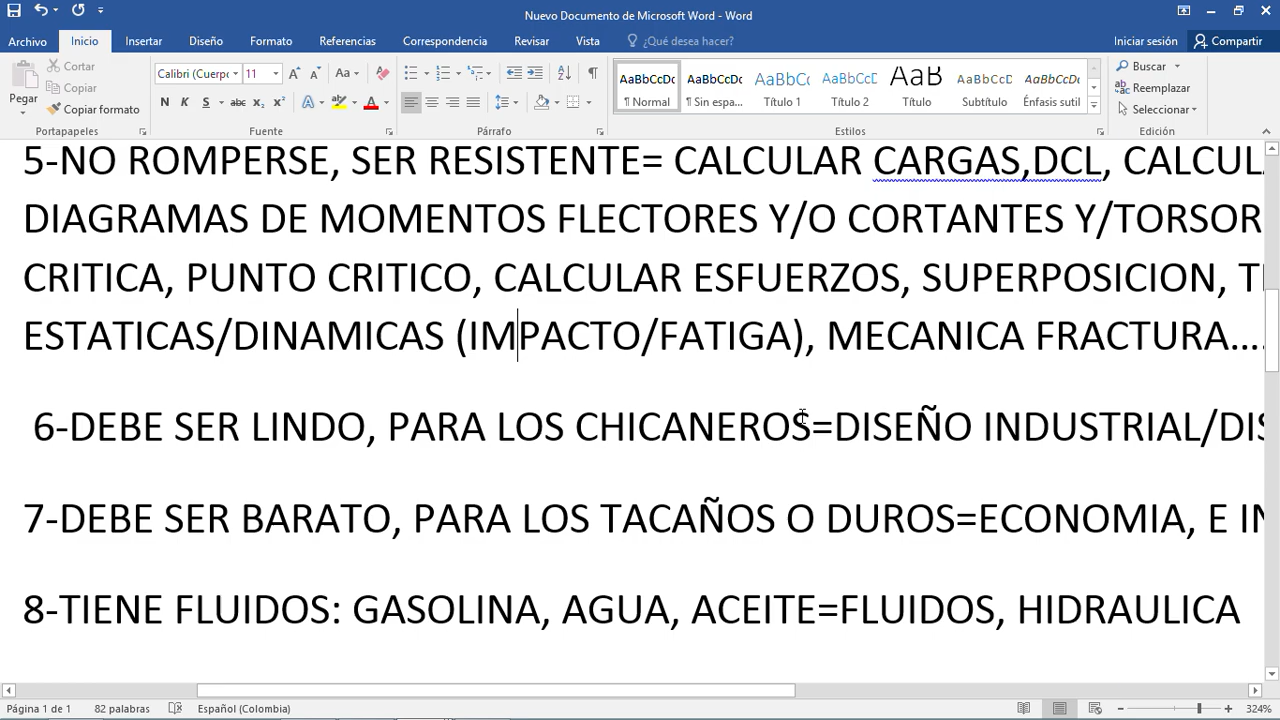 Nuevo Documento de Microsoft Word - Word
Archivo Inicio Insertar Diseño Formato Referencias Correspondencia Revisar Vista ¿Qué desea hacer? Iniciar sesión Compartir
Pegar Cortar Copiar Copiar formato
Calibri (Cuerpo 11
N K S abc x₂ x²
AaBbCcDc AaBbCcDc AaBbCcD AaBbCcD AaB AaBbCcD AaBbCcDc
¶ Normal ¶ Sin espa... Título 1 Título 2 Título Subtítulo Énfasis sutil
Buscar
Reemplazar
Seleccionar
Portapapeles Fuente Párrafo Estilos Edición
5-NO ROMPERSE, SER RESISTENTE= CALCULAR CARGAS,DCL, CALCUL
DIAGRAMAS DE MOMENTOS FLECTORES Y/O CORTANTES Y/TORSOR
CRITICA, PUNTO CRITICO, CALCULAR ESFUERZOS, SUPERPOSICION, T
ESTATICAS/DINAMICAS (IMPACTO/FATIGA), MECANICA FRACTURA....
6-DEBE SER LINDO, PARA LOS CHICANEROS=DISEÑO INDUSTRIAL/DIS
7-DEBE SER BARATO, PARA LOS TACAÑOS O DUROS=ECONOMIA, E IN
8-TIENE FLUIDOS: GASOLINA, AGUA, ACEITE=FLUIDOS, HIDRAULICA
Página 1 de 1 82 palabras Español (Colombia) 324%